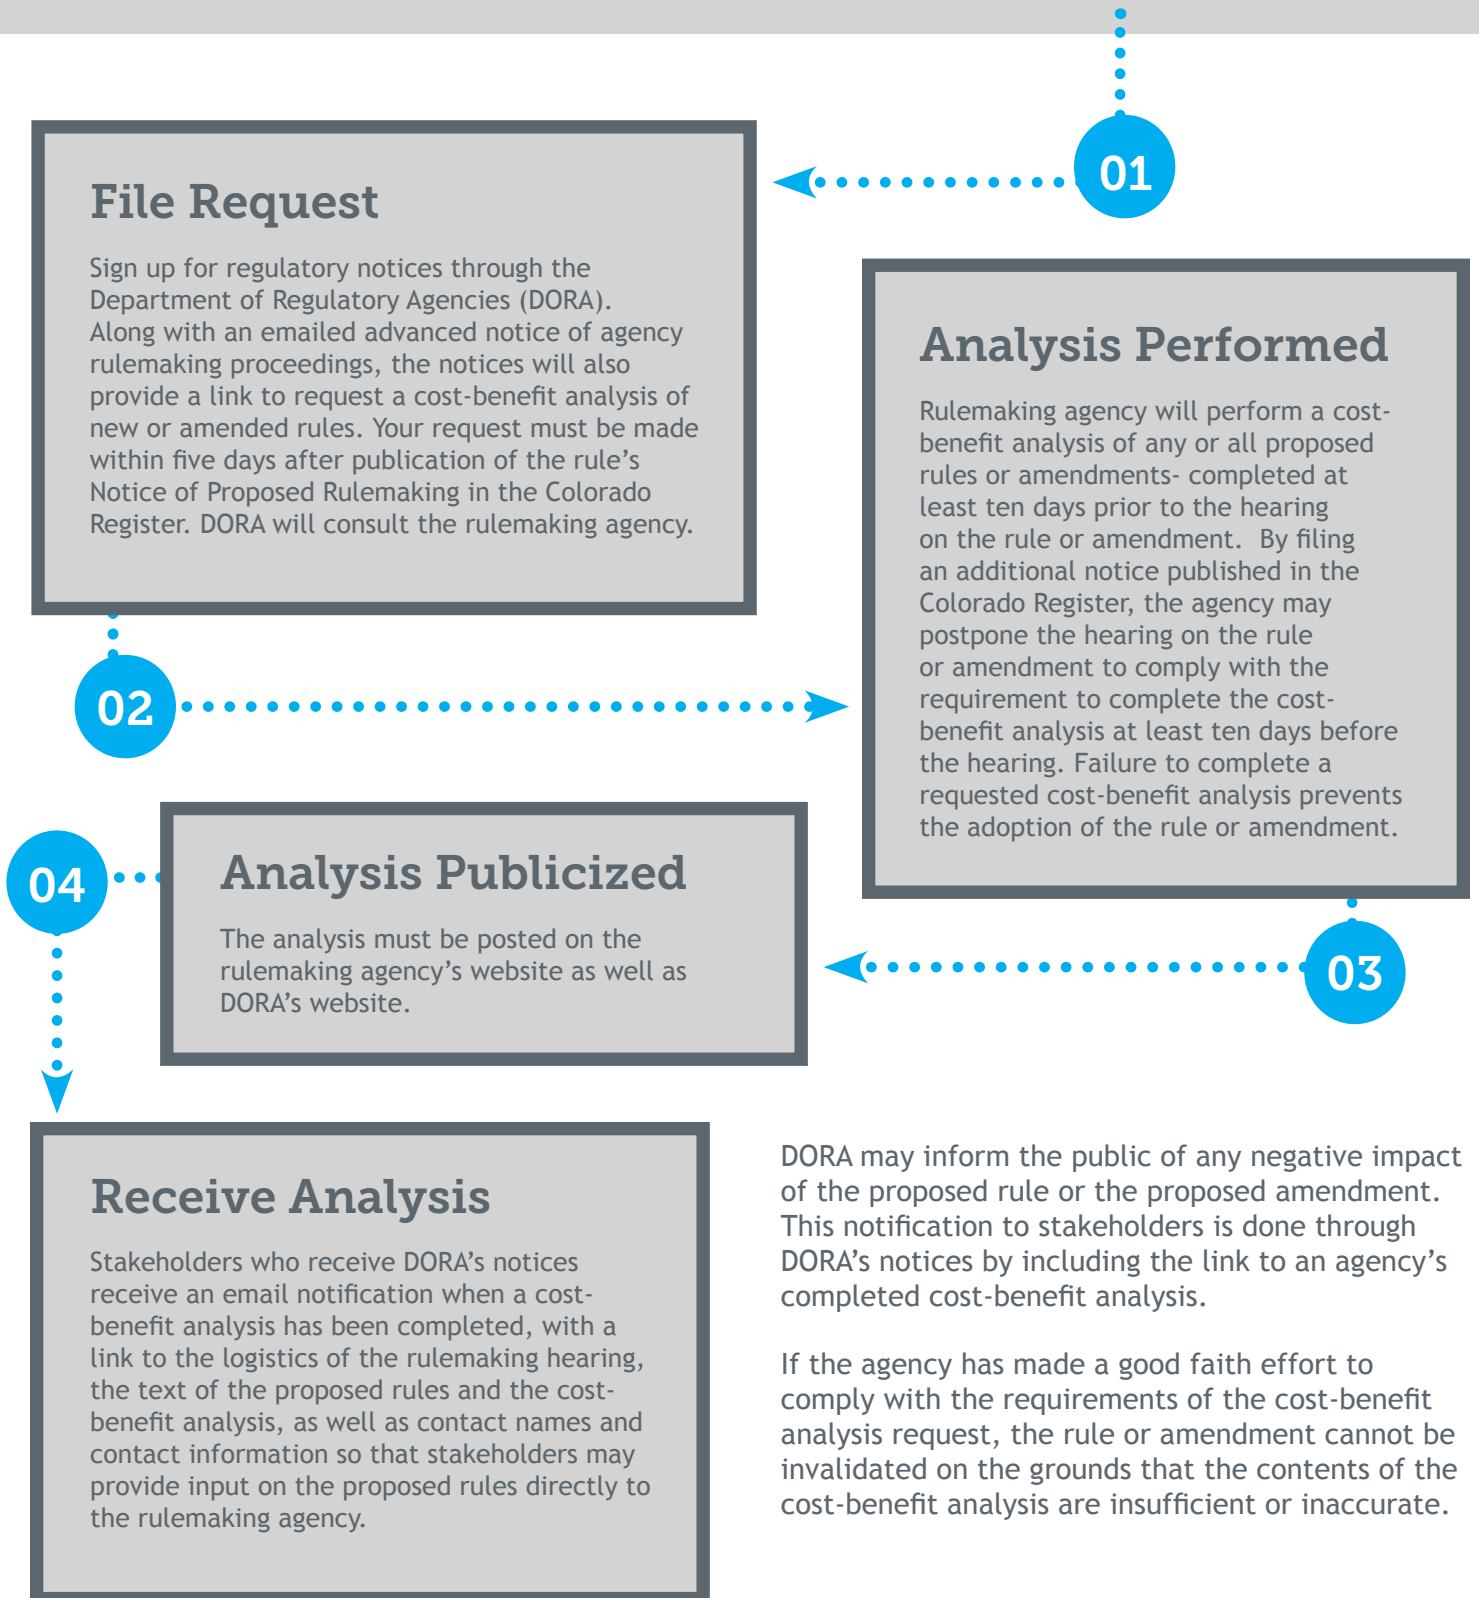 01
File Request
Sign up for regulatory notices through the
Department of Regulatory Agencies (DORA).
Along with an emailed advanced notice of agency
rulemaking proceedings, the notices will also
provide a link to request a cost-benefit analysis of
new or amended rules. Your request must be made
within five days after publication of the rule’s
Notice of Proposed Rulemaking in the Colorado
Register. DORA will consult the rulemaking agency.
02
Analysis Performed
Rulemaking agency will perform a cost-
benefit analysis of any or all proposed
rules or amendments- completed at
least ten days prior to the hearing
on the rule or amendment.  By filing
an additional notice published in the
Colorado Register, the agency may
postpone the hearing on the rule
or amendment to comply with the
requirement to complete the cost-
benefit analysis at least ten days before
the hearing. Failure to complete a
requested cost-benefit analysis prevents
the adoption of the rule or amendment.
03
Analysis Publicized
The analysis must be posted on the
rulemaking agency’s website as well as
DORA’s website.
04
Receive Analysis
Stakeholders who receive DORA’s notices
receive an email notification when a cost-
benefit analysis has been completed, with a
link to the logistics of the rulemaking hearing,
the text of the proposed rules and the cost-
benefit analysis, as well as contact names and
contact information so that stakeholders may
provide input on the proposed rules directly to
the rulemaking agency.
DORA may inform the public of any negative impact
of the proposed rule or the proposed amendment.
This notification to stakeholders is done through
DORA’s notices by including the link to an agency’s
completed cost-benefit analysis.
If the agency has made a good faith effort to
comply with the requirements of the cost-benefit
analysis request, the rule or amendment cannot be
invalidated on the grounds that the contents of the
cost-benefit analysis are insufficient or inaccurate.